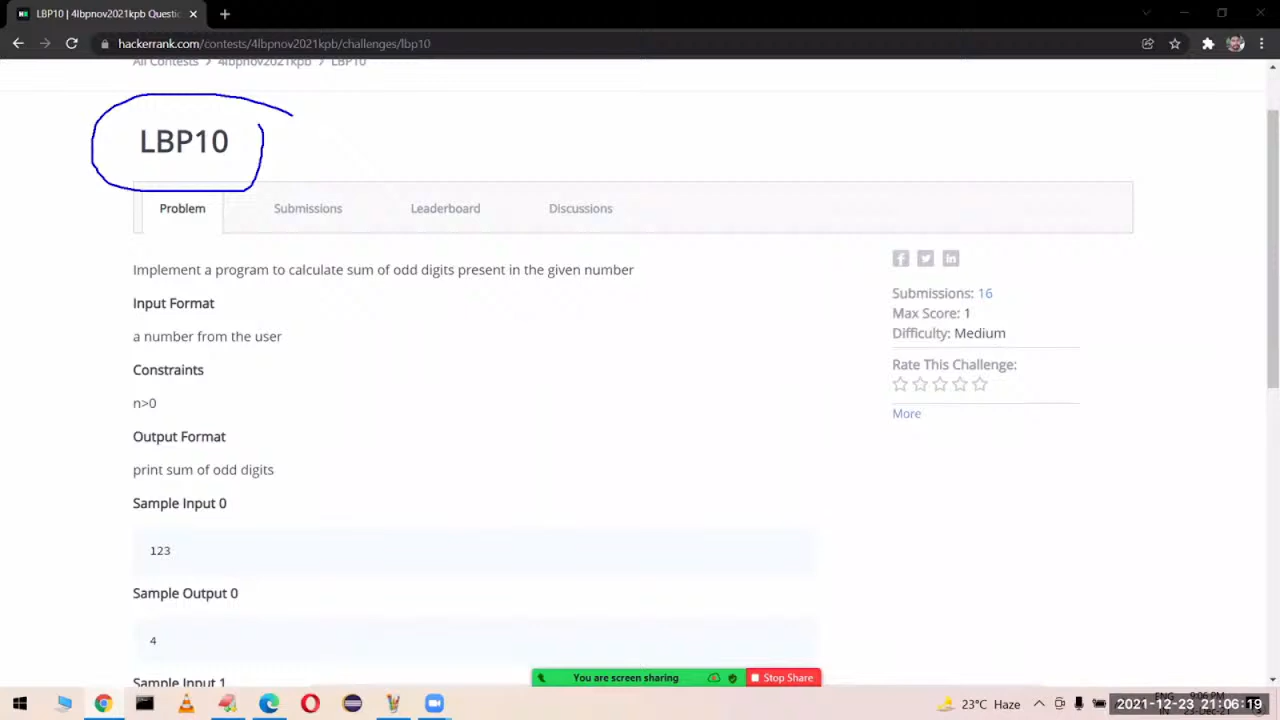 LBP10 | 4lbpnov2021kpb Questio
hackerrank.com/contests/4lbpnov2021kpb/challenges/lbp10
All Contests > 4lbpnov2021kpb > LBP10
LBP10
Problem
Submissions
Leaderboard
Discussions
Implement a program to calculate sum of odd digits present in the given number
Input Format
a number from the user
Constraints
n>0
Output Format
print sum of odd digits
Sample Input 0
123
Sample Output 0
4
Sample Input 1
Submissions: 16
Max Score: 1
Difficulty: Medium
Rate This Challenge:
More
You are screen sharing
Stop Share
23°C Haze
ENG
9:06 PM
2021-12-23 21:06:19